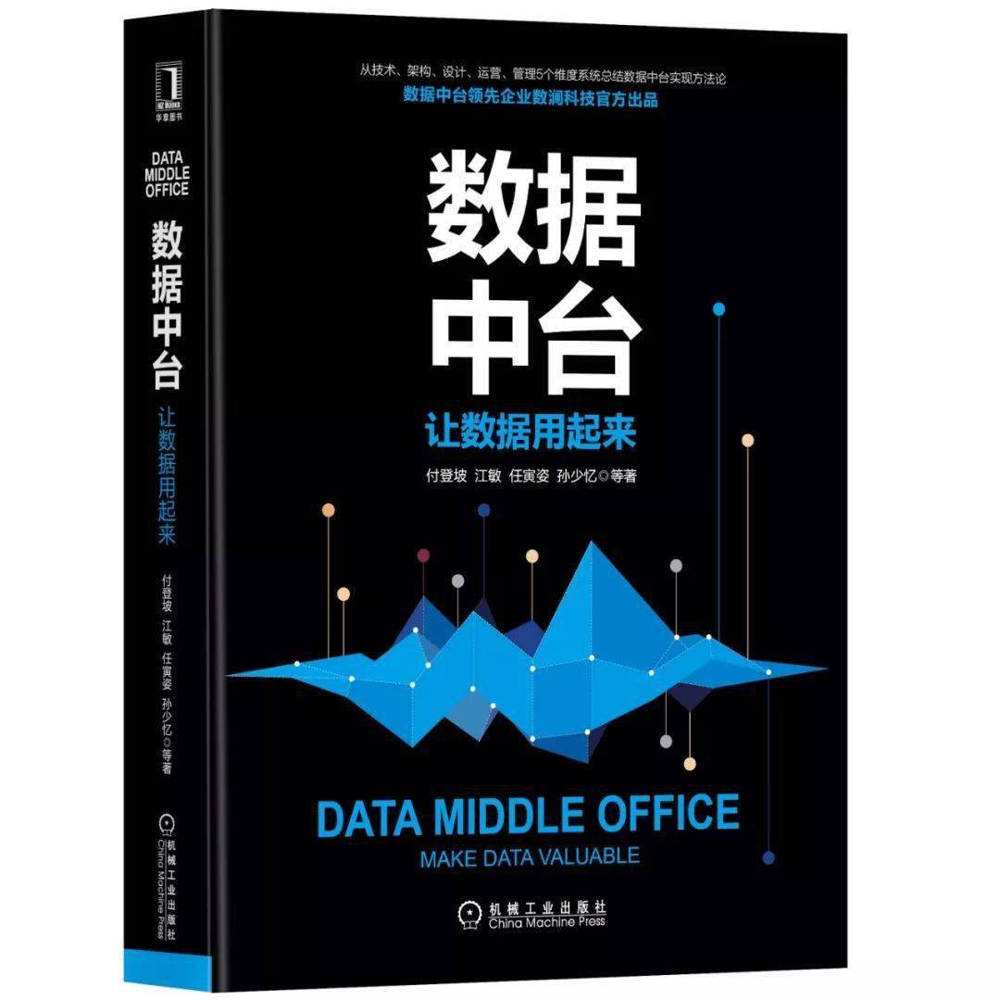 HZ BOOKS
华章图书
DATA
MIDDLE
OFFICE
数据中台
让数据用起来
付登坡 江敏 任寅姿 孙少忆◎等著
机械工业出版社
China Machine Press
从技术、架构、设计、运营、管理5个维度系统总结数据中台实现方法论
数据中台领先企业数澜科技官方出品
数据
中台
让数据用起来
付登坡 江敏 任寅姿 孙少忆◎等著
DATA MIDDLE OFFICE
MAKE DATA VALUABLE
机械工业出版社
China Machine Press